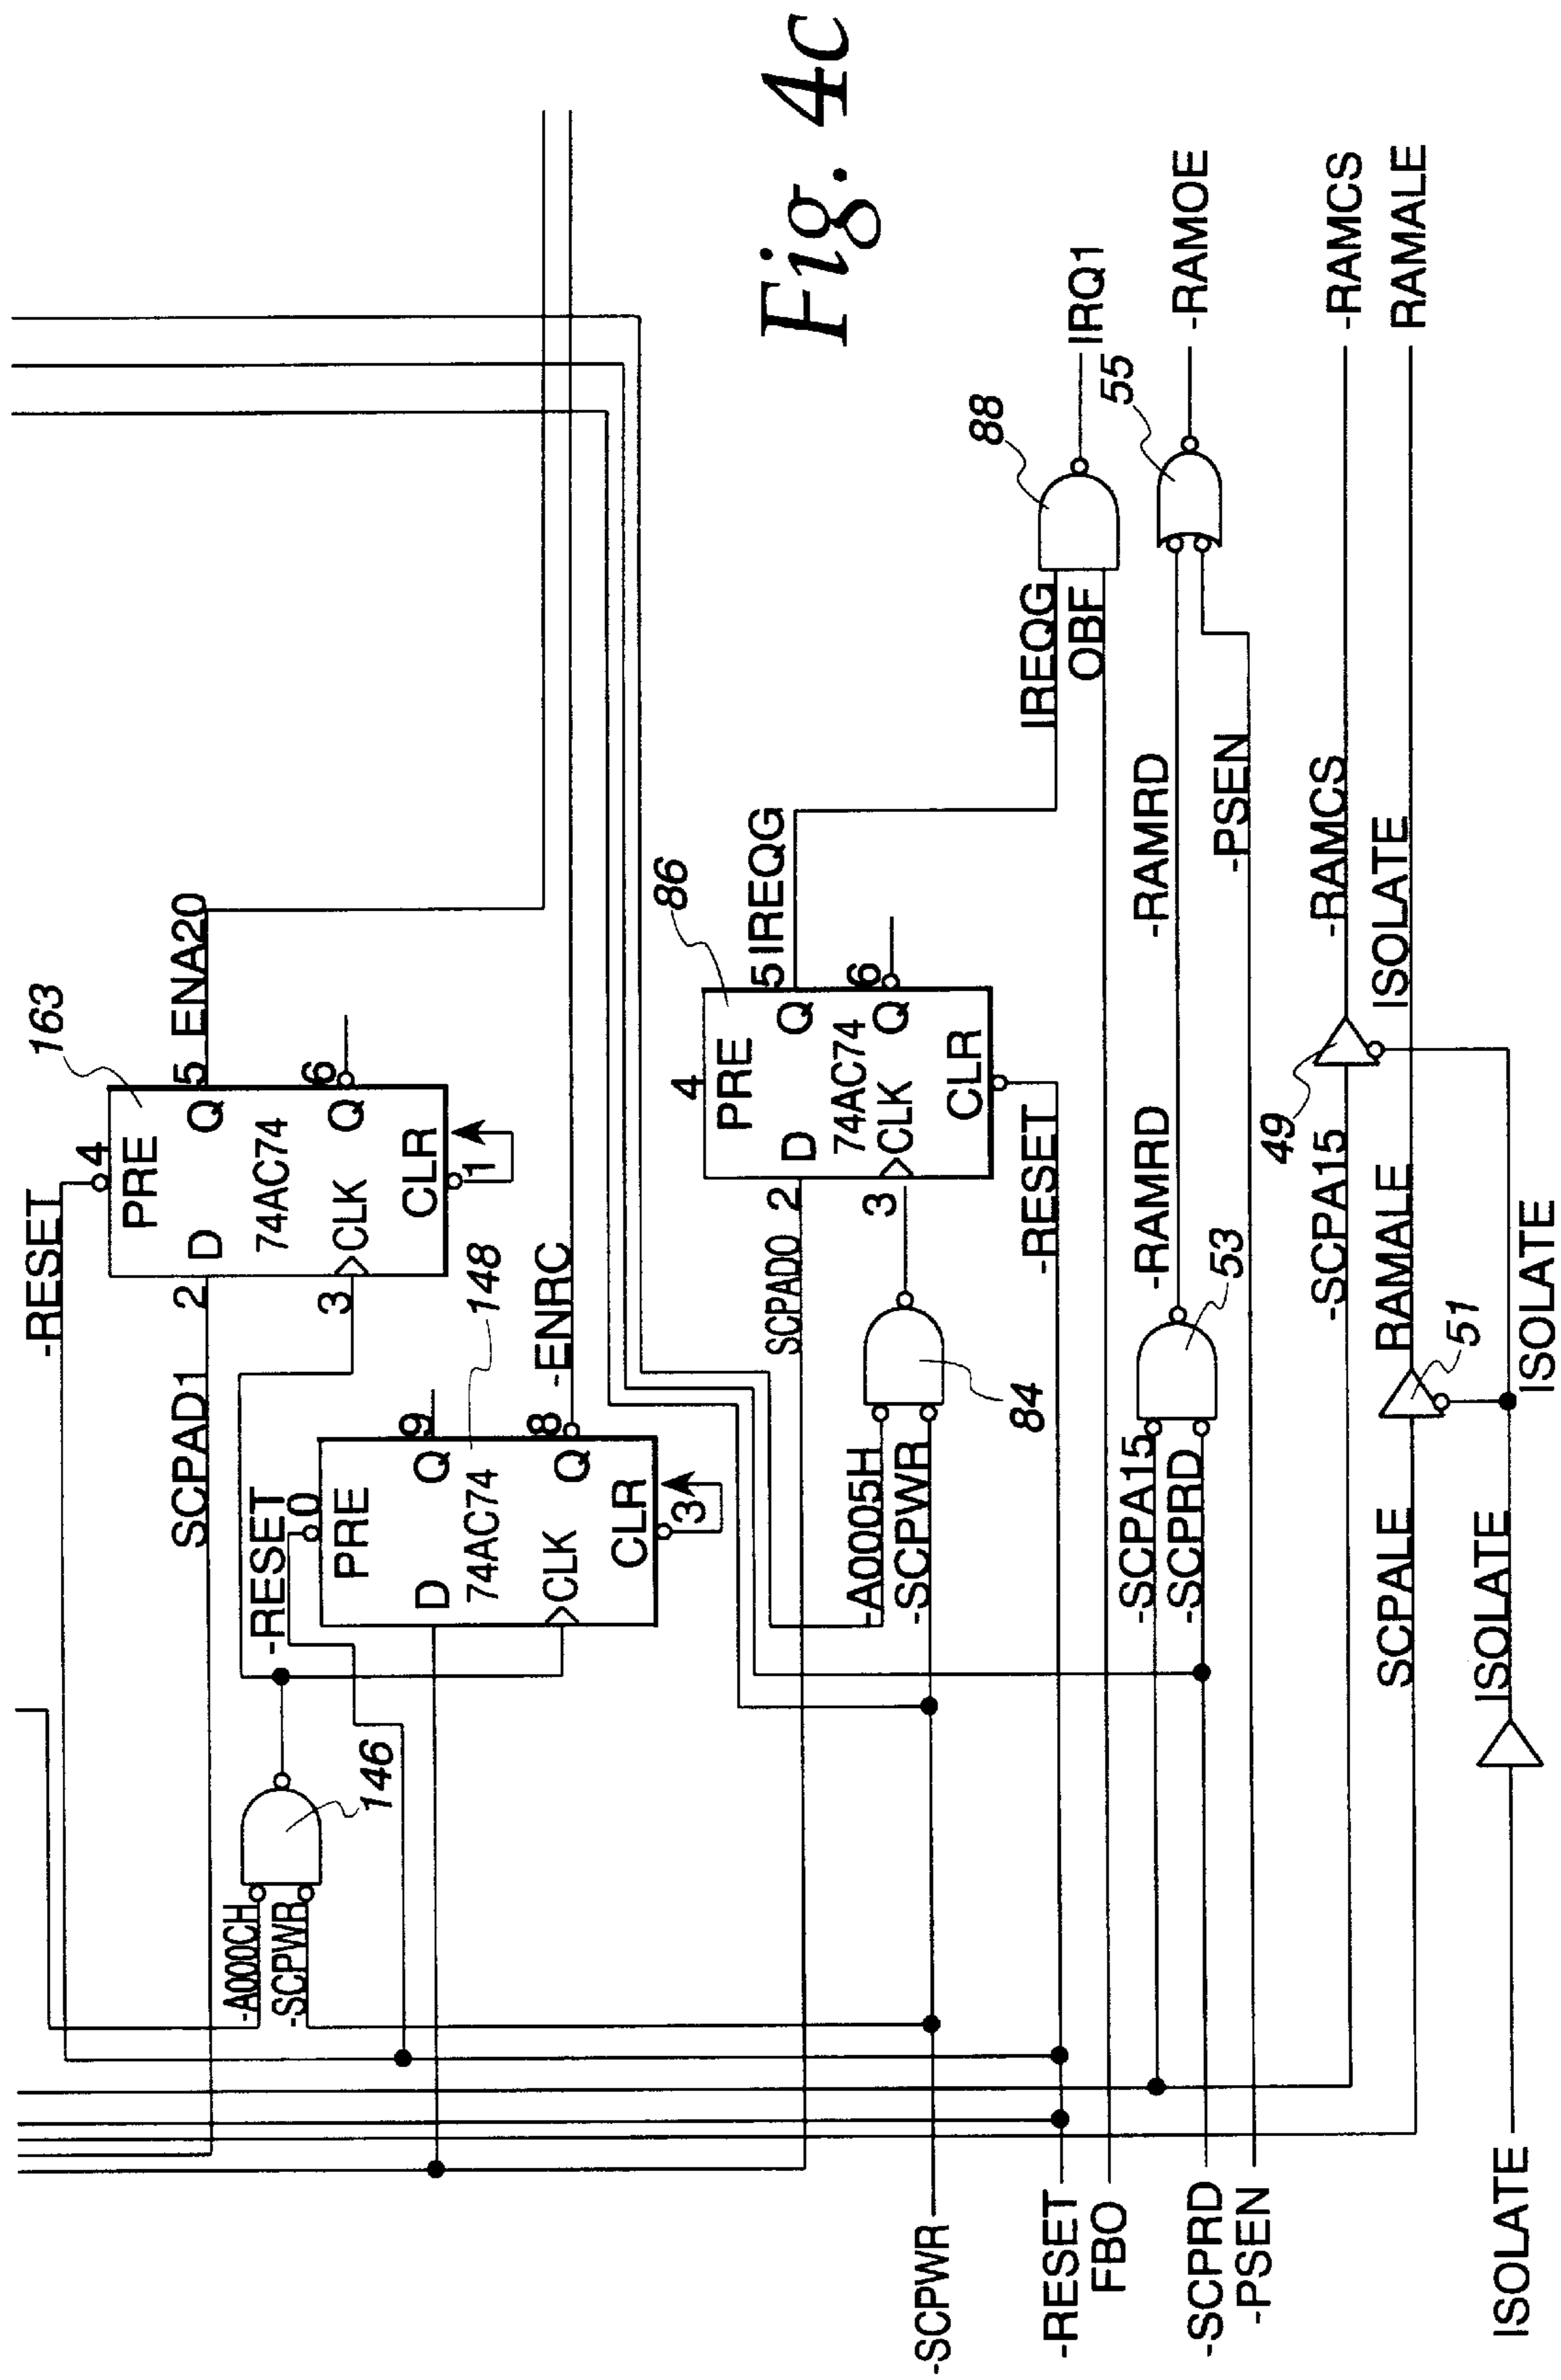 -RESET
4
163
PRE
SCPAD1
2
D
Q
5
ENA20
74AC74
3
CLK
Q
6
CLR
1
-A000CH
-SCPWR
146
-RESET
0
PRE
D
Q
9
148
74AC74
CLK
Q
8
-ENRC
CLR
3
86
4
PRE
SCPADO
2
D
Q
5
IREQG
74AC74
3
CLK
Q
6
CLR
-RESET
-A0005H
-SCPWR
84
-SCPWR
Fig. 4c
-RESET
FBO
IREQG
OBF
88
IRQ1
-SCPA15
-SCPRD
53
-RAMRD
-RAMRD
-PSEN
55
-RAMOE
-SCPRD
-PSEN
-SCPA15
49
-RAMCS
-RAMCS
SCPALE
RAMALE
51
ISOLATE
RAMALE
ISOLATE
ISOLATE
ISOLATE